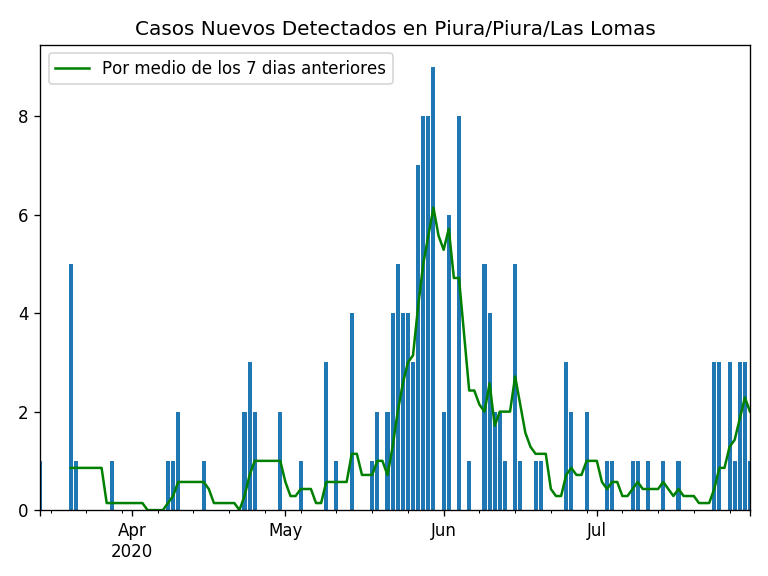 Casos Nuevos Detectados en Piura/Piura/Las Lomas
Por medio de los 7 dias anteriores
8
6
4
2
0
Apr
2020
May
Jun
Jul